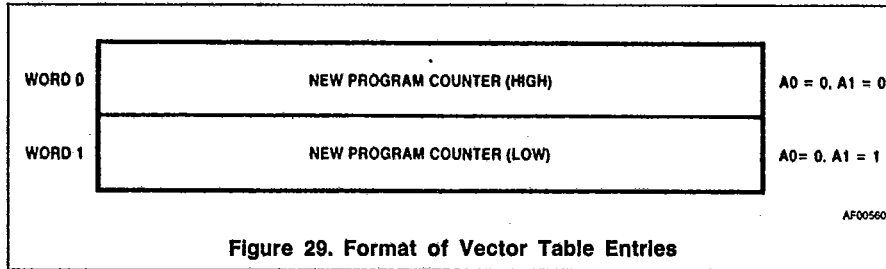 WORD 0 NEW PROGRAM COUNTER (HIGH) A0 = 0, A1 = 0
WORD 1 NEW PROGRAM COUNTER (LOW) A0= 0, A1 = 1
AF00560
Figure 29. Format of Vector Table Entries